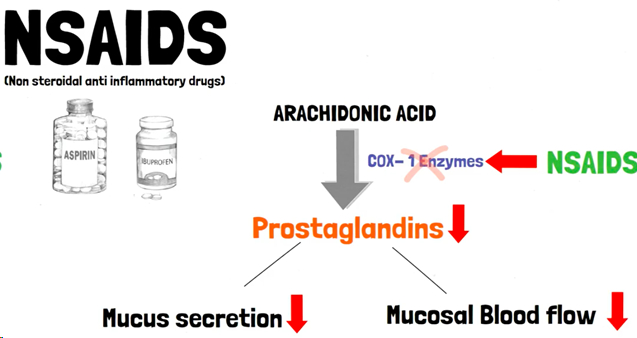 NSAIDS
(Non steroidal anti inflammatory drugs)
ASPIRIN
IBUPROFEN
ARACHIDONIC ACID
COX- 1 Enzymes
NSAIDS
S
Prostaglandins
Mucus secretion
Mucosal Blood flow